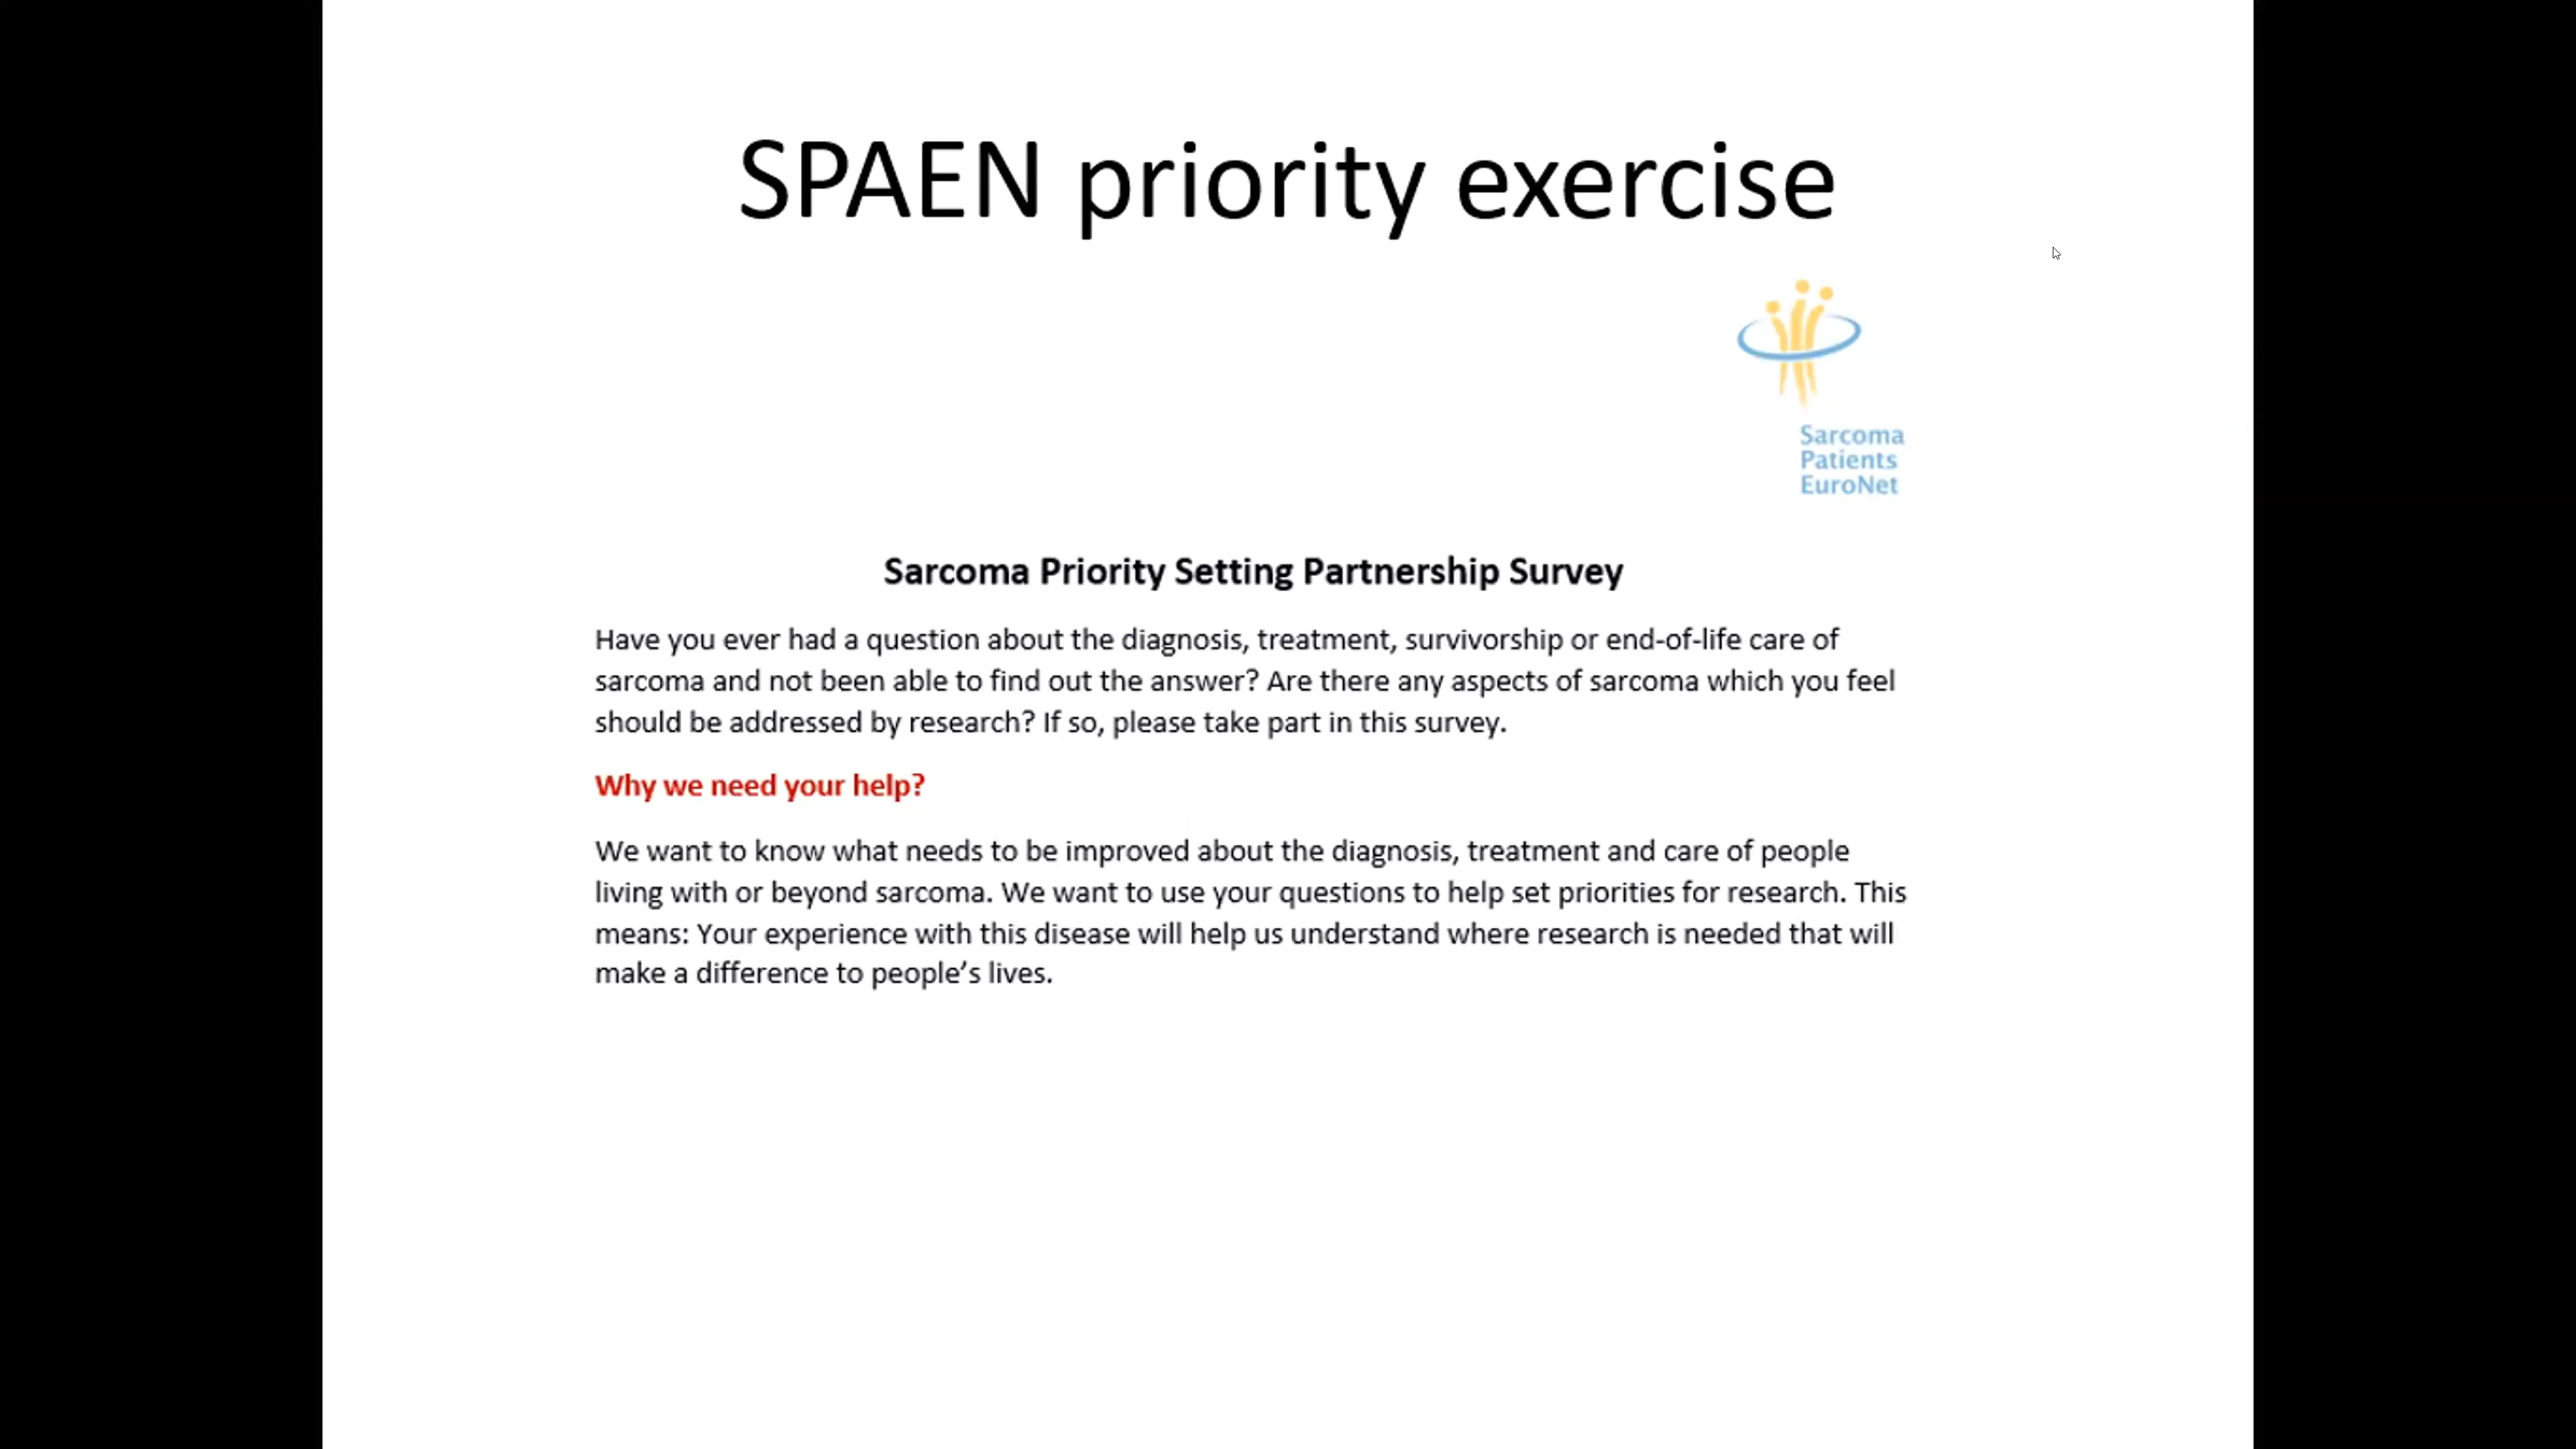 SPAEN priority exercise
Sarcoma
Patients
EuroNet
Sarcoma Priority Setting Partnership Survey
Have you ever had a question about the diagnosis, treatment, survivorship or end-of-life care of
sarcoma and not been able to find out the answer? Are there any aspects of sarcoma which you feel
should be addressed by research? If so, please take part in this survey.
Why we need your help?
We want to know what needs to be improved about the diagnosis, treatment and care of people
living with or beyond sarcoma. We want to use your questions to help set priorities for research. This
means: Your experience with this disease will help us understand where research is needed that will
make a difference to people’s lives.